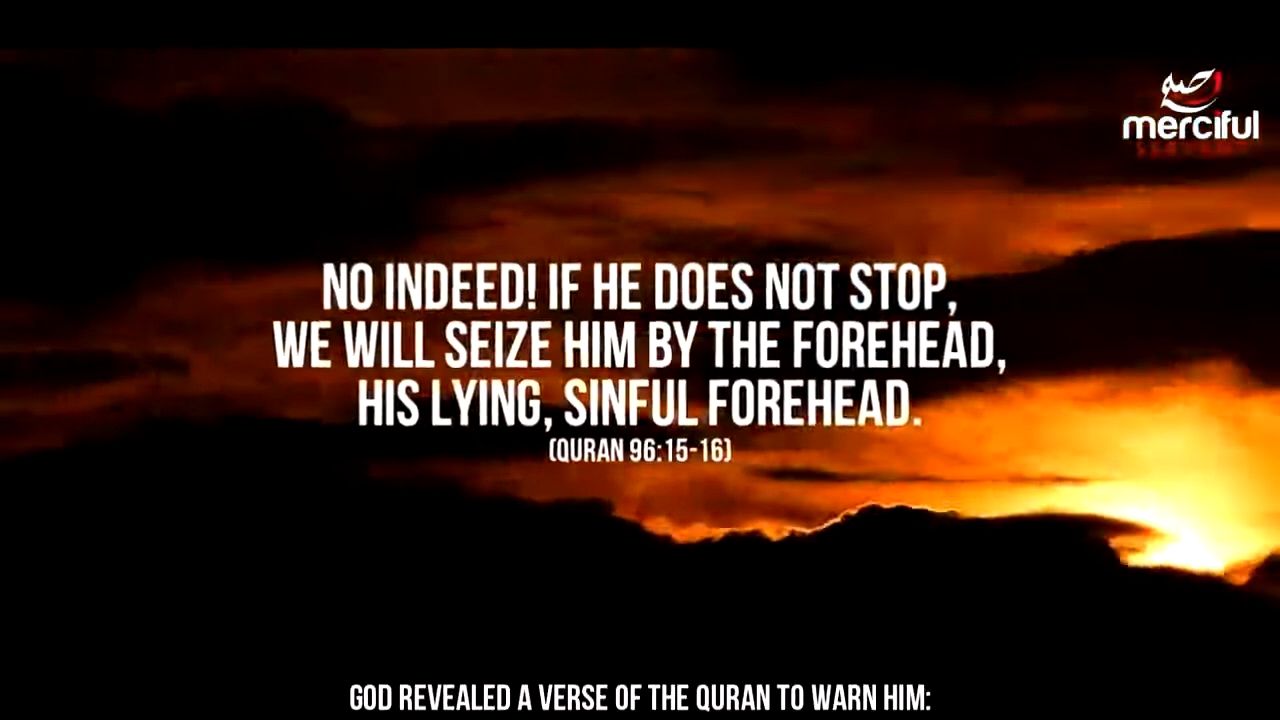 merciful
NO INDEED! IF HE DOES NOT STOP,
WE WILL SEIZE HIM BY THE FOREHEAD,
HIS LYING, SINFUL FOREHEAD.
(QURAN 96:15-16)
GOD REVEALED A VERSE OF THE QURAN TO WARN HIM: